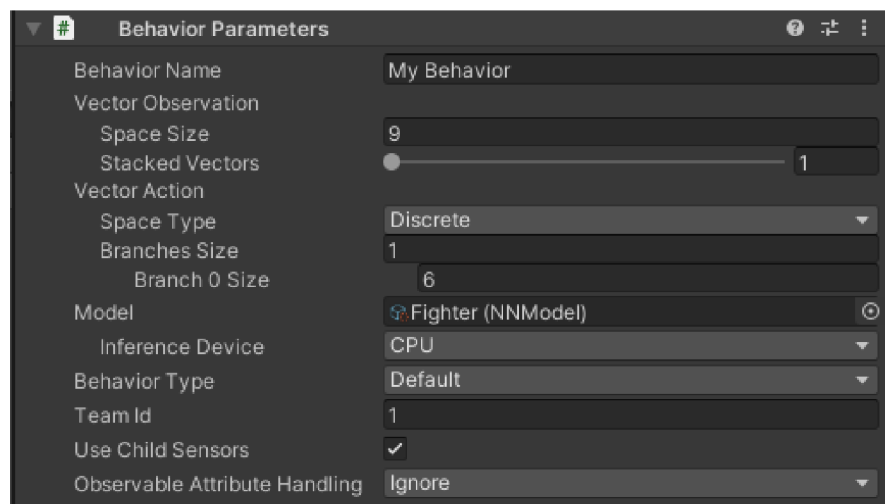 # Behavior Parameters
Behavior Name My Behavior
Vector Observation
Space Size 9
Stacked Vectors 1
Vector Action
Space Type Discrete
Branches Size 1
Branch 0 Size 6
Model Fighter (NNModel)
Inference Device CPU
Behavior Type Default
Team Id 1
Use Child Sensors
Observable Attribute Handling Ignore